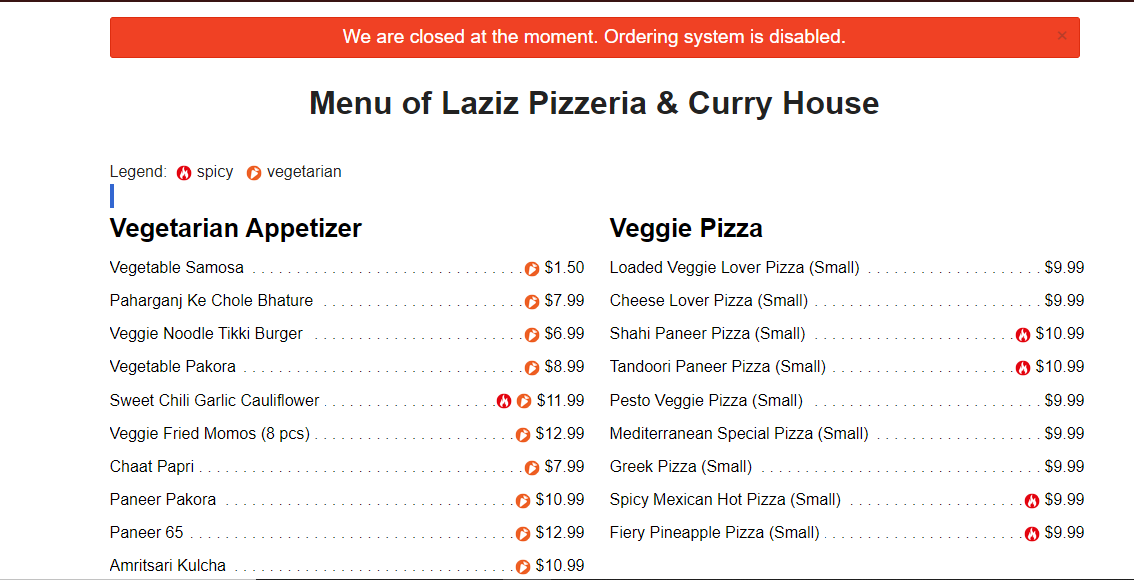 We are closed at the moment. Ordering system is disabled. ×
Menu of Laziz Pizzeria & Curry House
Legend: spicy vegetarian
Vegetarian Appetizer
Vegetable Samosa $1.50
Paharganj Ke Chole Bhature $7.99
Veggie Noodle Tikki Burger $6.99
Vegetable Pakora $8.99
Sweet Chili Garlic Cauliflower $11.99
Veggie Fried Momos (8 pcs) $12.99
Chaat Papri $7.99
Paneer Pakora $10.99
Paneer 65 $12.99
Amritsari Kulcha $10.99
Veggie Pizza
Loaded Veggie Lover Pizza (Small) $9.99
Cheese Lover Pizza (Small) $9.99
Shahi Paneer Pizza (Small) $10.99
Tandoori Paneer Pizza (Small) $10.99
Pesto Veggie Pizza (Small) $9.99
Mediterranean Special Pizza (Small) $9.99
Greek Pizza (Small) $9.99
Spicy Mexican Hot Pizza (Small) $9.99
Fiery Pineapple Pizza (Small) $9.99